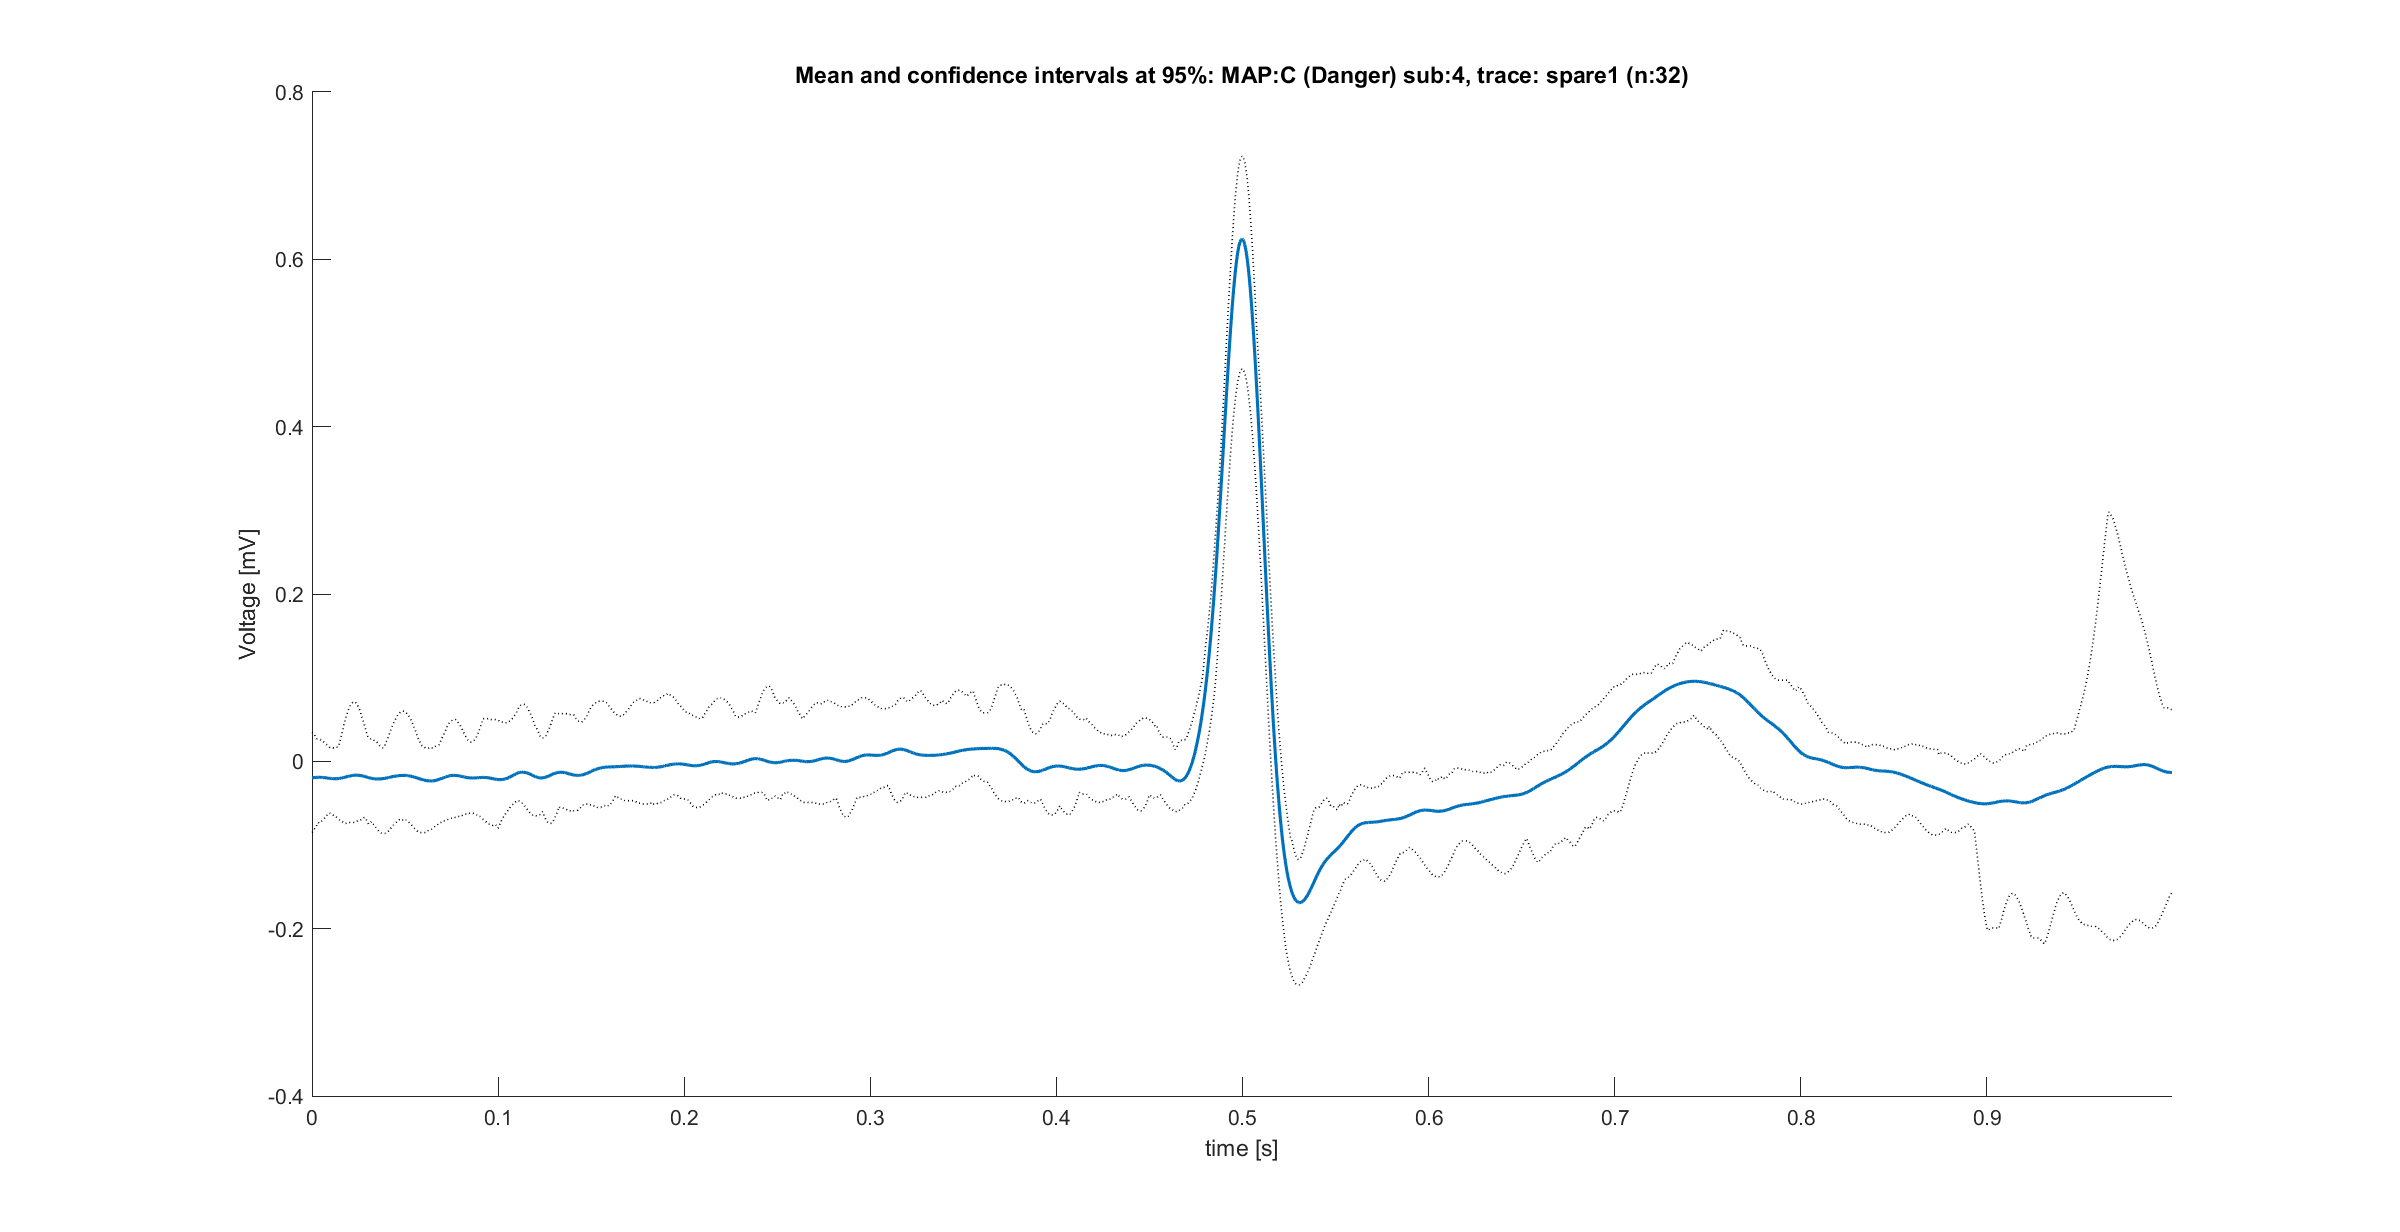 Mean and confidence intervals at 95%: MAP:C (Danger) sub:4, trace: spare1 (n:32)
0.8
0.6
0.4
0.2
0
-0.2
-0.4
Voltage [mV]
0 0.1 0.2 0.3 0.4 0.5 0.6 0.7 0.8 0.9
time [s]